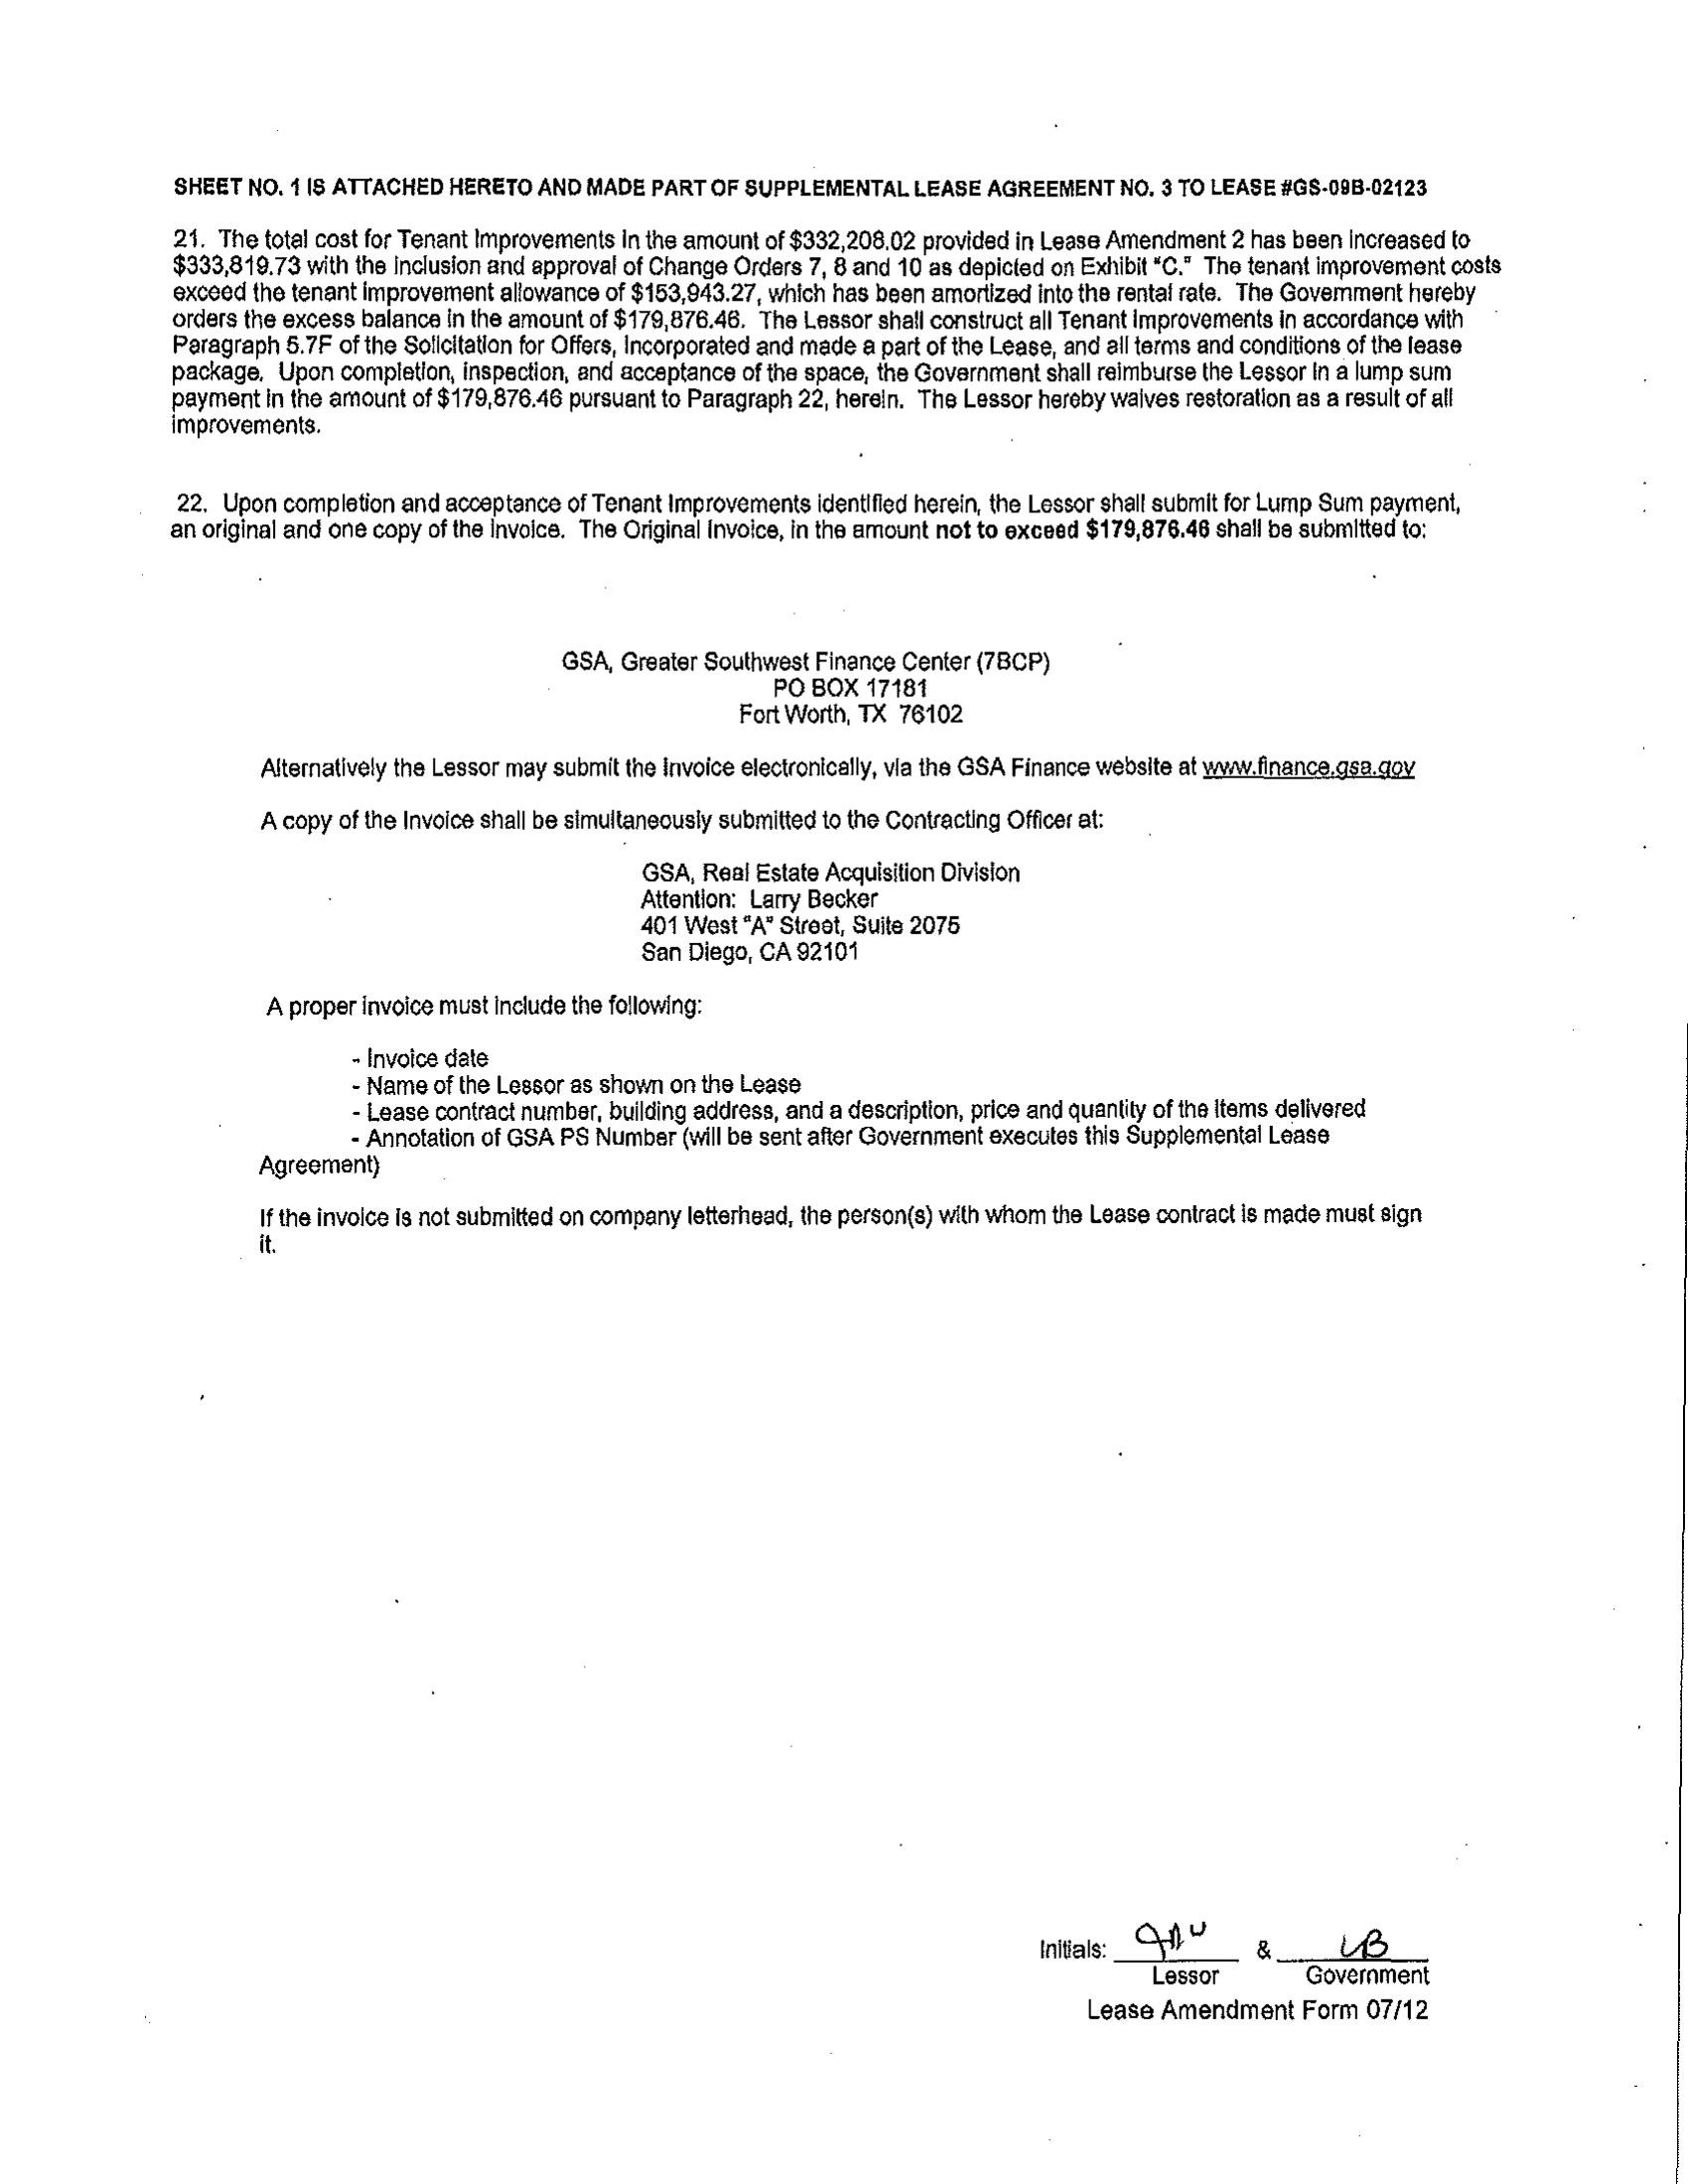 SHEET NO. 1 IS ATTACHED HERETO AND MADE PART OF SUPPLEMENTAL LEASE AGREEMENT NO. 3 TO LEASE #GS-09B-02123
21. The total cost for Tenant Improvements in the amount of $332,208.02 provided in Lease Amendment 2 has been increased to
$333,819.73 with the inclusion and approval of Change Orders 7, 8 and 10 as depicted on Exhibit "C." The tenant improvement costs
exceed the tenant improvement allowance of $153,943.27, which has been amortized into the rental rate. The Government hereby
orders the excess balance in the amount of $179,876.46. The Lessor shall construct all Tenant Improvements in accordance with
Paragraph 5.7F of the Solicitation for Offers, incorporated and made a part of the Lease, and all terms and conditions of the lease
package. Upon completion, inspection, and acceptance of the space, the Government shall reimburse the Lessor in a lump sum
payment in the amount of $179,876.46 pursuant to Paragraph 22, herein. The Lessor hereby waives restoration as a result of all
improvements.
22. Upon completion and acceptance of Tenant Improvements identified herein, the Lessor shall submit for Lump Sum payment,
an original and one copy of the invoice. The Original Invoice, in the amount not to exceed $179,876.46 shall be submitted to:
GSA, Greater Southwest Finance Center (7BCP)
PO BOX 17181
Fort Worth, TX 76102
Alternatively the Lessor may submit the invoice electronically, via the GSA Finance website at www.finance.gsa.gov
A copy of the Invoice shall be simultaneously submitted to the Contracting Officer at:
GSA, Real Estate Acquisition Division
Attention: Larry Becker
401 West "A" Street, Suite 2075
San Diego, CA 92101
A proper invoice must include the following:
- Invoice date
- Name of the Lessor as shown on the Lease
- Lease contract number, building address, and a description, price and quantity of the items delivered
- Annotation of GSA PS Number (will be sent after Government executes this Supplemental Lease
Agreement)
If the invoice is not submitted on company letterhead, the person(s) with whom the Lease contract is made must sign
it.
Initials: & LB
Lessor Government
Lease Amendment Form 07/12